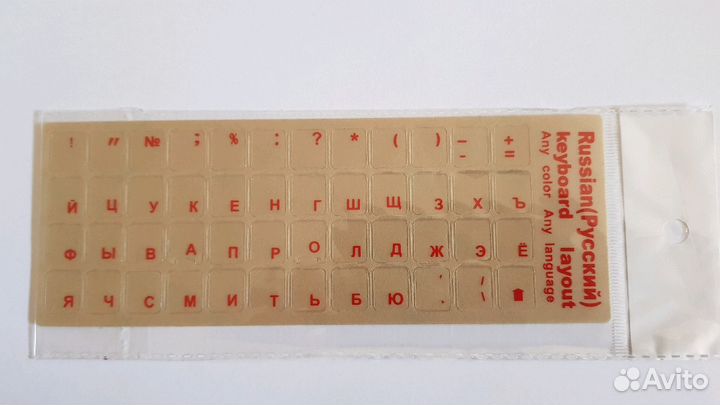 ! " № ; % : ? * ( ) - _ + =
Й Ц У К Е Н Г Ш Щ З Х Ъ
Ф Ы В А П Р О Л Д Ж Э Ё
Я Ч С М И Т Ь Б Ю , . / \
Russian(Русский)
keyboard layout
Any color Any language
Avito